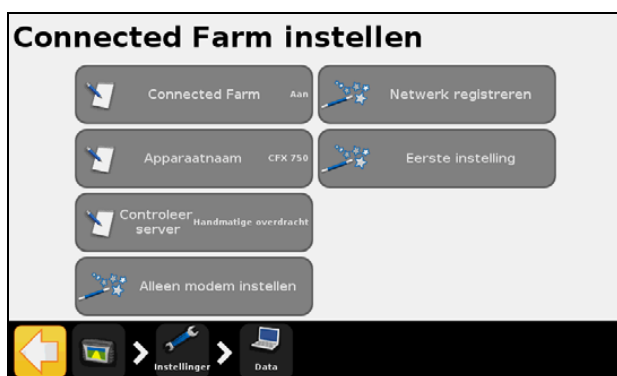 Connected Farm instellen
Connected Farm Aan
Netwerk registreren
Apparaatnaam CFX 750
Eerste instelling
Controleer server Handmatige overdracht
Alleen modem instellen
Instellinger
Data